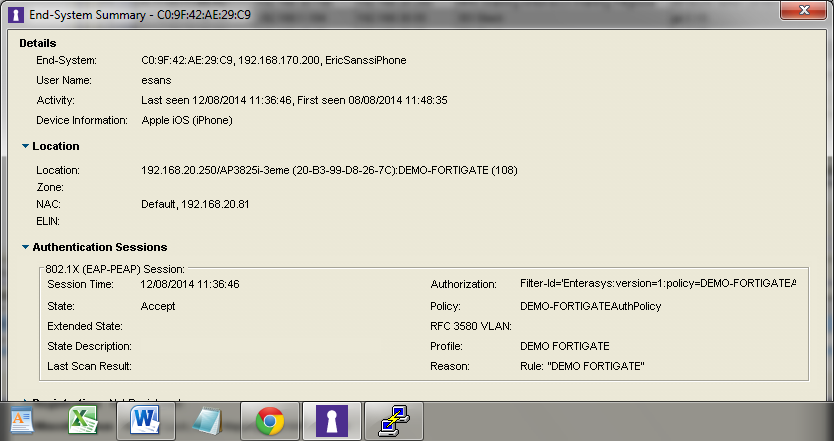 End-System Summary - C0:9F:42:AE:29:C9
Details
End-System: C0:9F:42:AE:29:C9, 192.168.170.200, EricSanssiPhone
User Name: esans
Activity: Last seen 12/08/2014 11:36:46, First seen 08/08/2014 11:48:35
Device Information: Apple iOS (iPhone)
Location
Location: 192.168.20.250/AP3825i-3eme (20-B3-99-D8-26-7C):DEMO-FORTIGATE (108)
Zone:
NAC: Default, 192.168.20.81
ELIN:
Authentication Sessions
802.1X (EAP-PEAP) Session:
Session Time: 12/08/2014 11:36:46 Authorization: Filter-Id='Enterasys:version=1:policy=DEMO-FORTIGATEA
State: Accept Policy: DEMO-FORTIGATEAuthPolicy
Extended State: RFC 3580 VLAN:
State Description: Profile: DEMO FORTIGATE
Last Scan Result: Reason: Rule: "DEMO FORTIGATE"